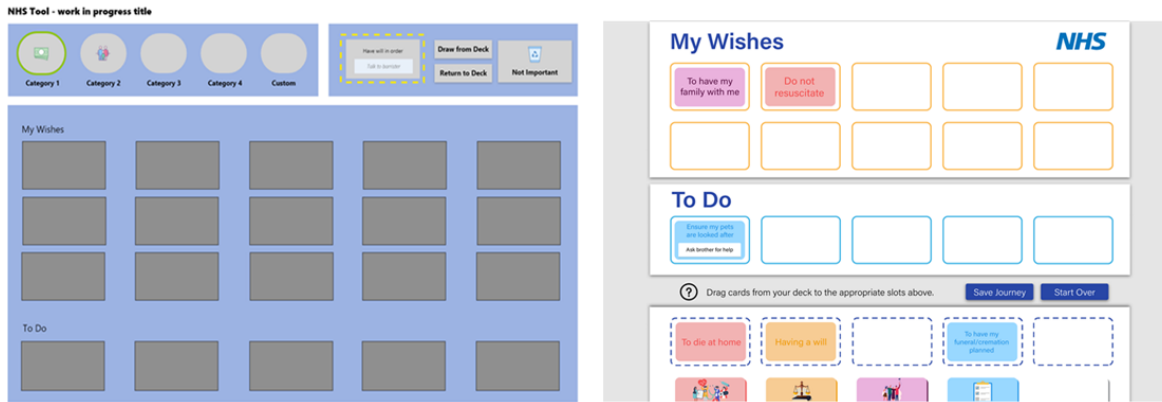 NHS Tool - work in progress title
Category 1
Category 2
Category 3
Category 4
Custom
Have will in order
Talk to banister
Draw from Deck
Return to Deck
Not Important
My Wishes
To Do
My Wishes
NHS
To have my
family with me
Do not
resuscitate
To Do
Ensure my pets
are looked after
Ask brother for help
?
Drag cards from your deck to the appropriate slots above.
Save Journey
Start Over
To die at home
Having a will
To have my
funeral/cremation
planned